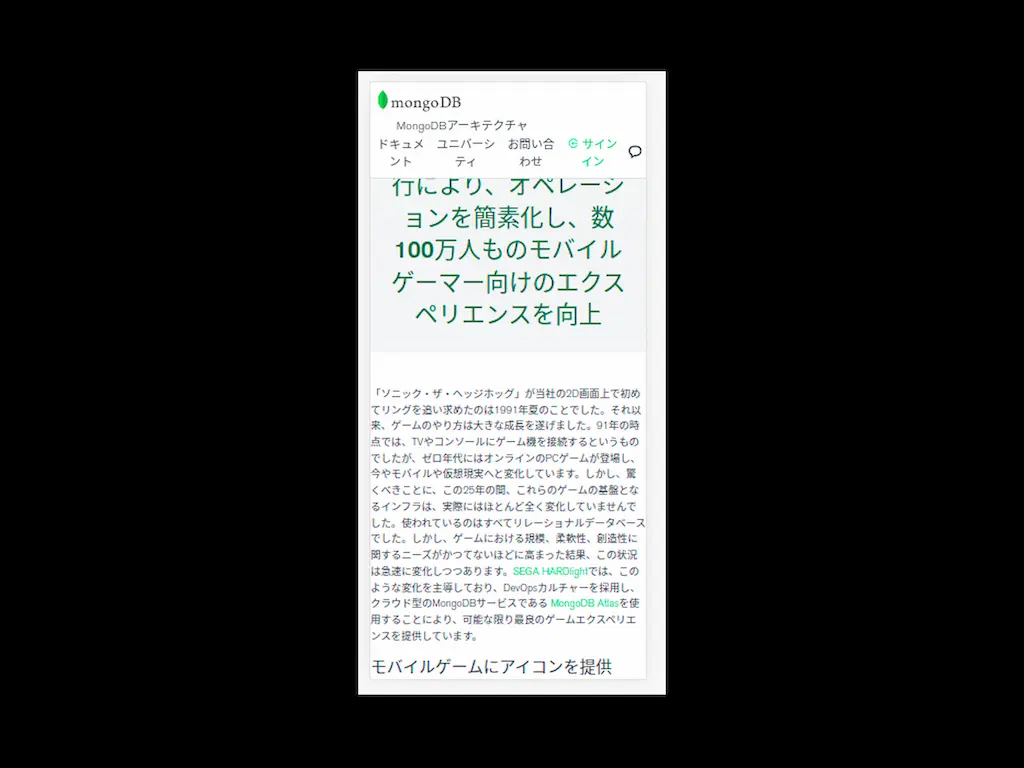 mongoDB
MongoDBアーキテクチャ
ドキュメ
ント
ユニバーシ
ティ
お問い合
わせ
サイン
イン
行により、オペレーシ
ョンを簡素化し、数
100万人ものモバイル
ゲーマー向けのエクス
ペリエンスを向上
「ソニック・ザ・ヘッジホッグ」が当社の2D画面上で初め
てリングを追い求めたのは1991年夏のことでした。それ以
来、ゲームのやり方は大きな成長を遂げました。91年の時
点では、TVやコンソールにゲーム機を接続するというもの
でしたが、ゼロ年代にはオンラインのPCゲームが登場し、
今やモバイルや仮想現実へと変化しています。しかし、驚
くべきことに、この25年の間、これらのゲームの基盤とな
るインフラは、実際にはほとんど全く変化していませんで
した。使われているのはすべてリレーショナルデータベース
でした。しかし、ゲームにおける規模、柔軟性、創造性に
関するニーズがかつてないほどに高まった結果、この状況
は急速に変化しつつあります。SEGA HARDlightでは、この
ような変化を主導しており、DevOpsカルチャーを採用し、
クラウド型のMongoDBサービスである MongoDB Atlasを使
用することにより、可能な限り最良のゲームエクスペリエ
ンスを提供しています。
モバイルゲームにアイコンを提供